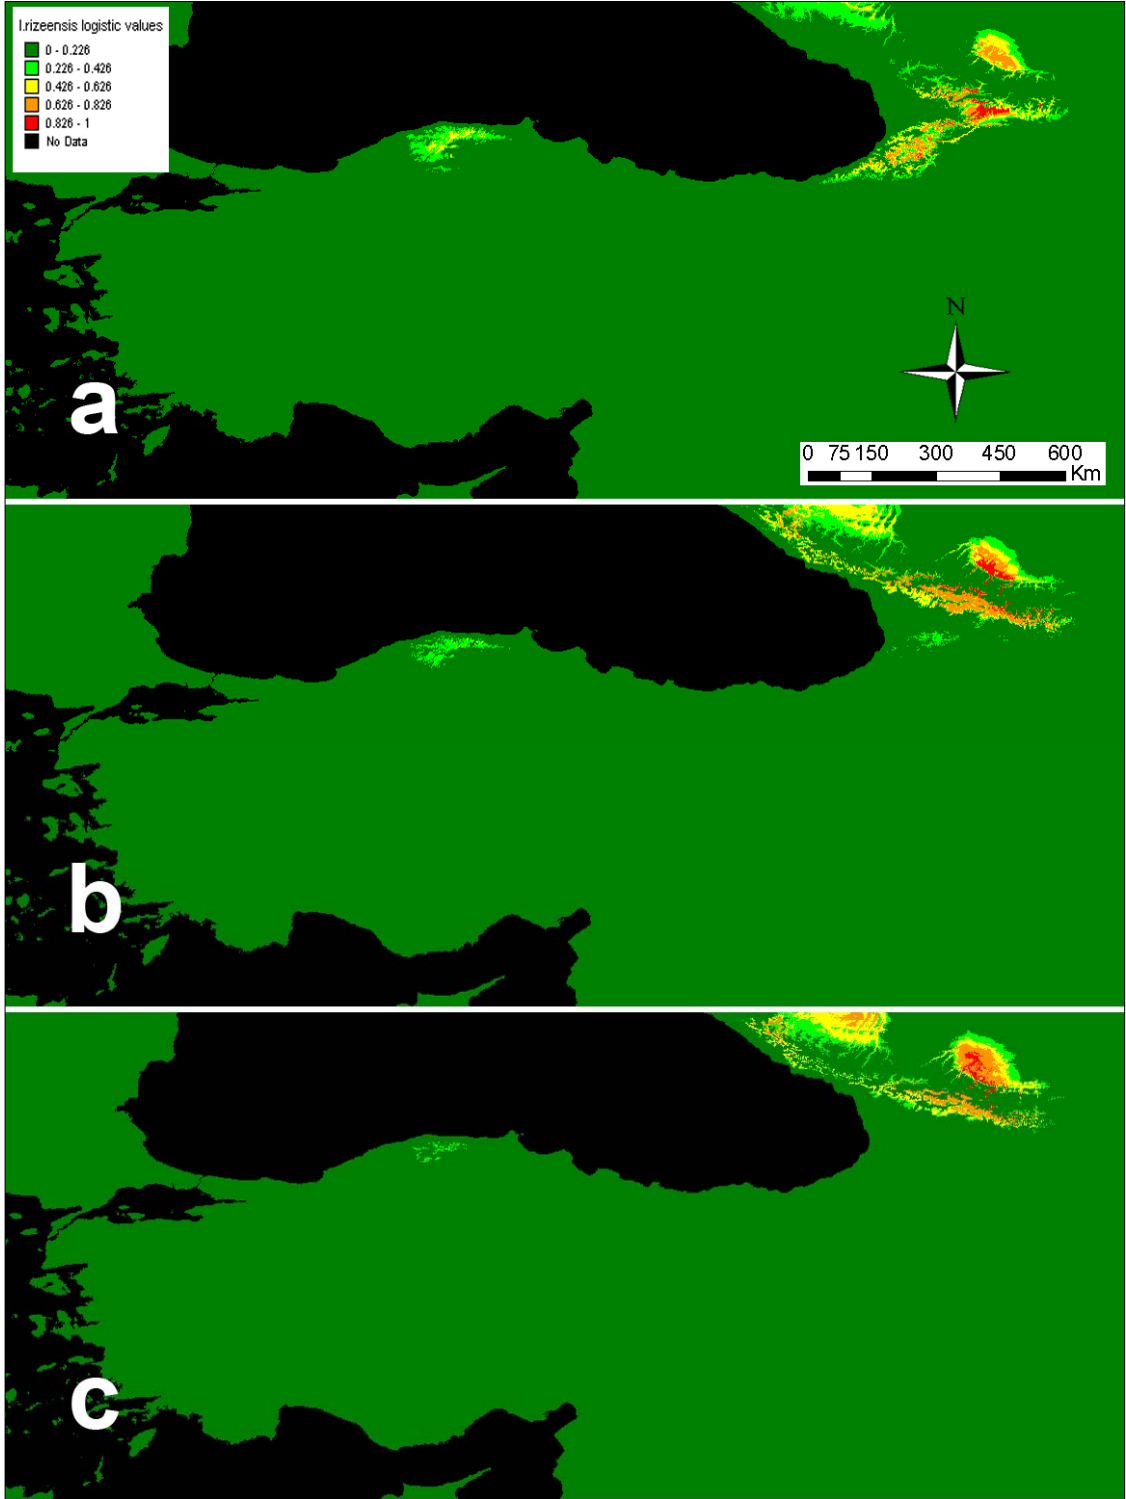 I.rizeensis logistic values
0 - 0.226
0.226 - 0.426
0.426 - 0.626
0.626 - 0.826
0.826 - 1
No Data
N
a
0 75 150 300 450 600
Km
b
c